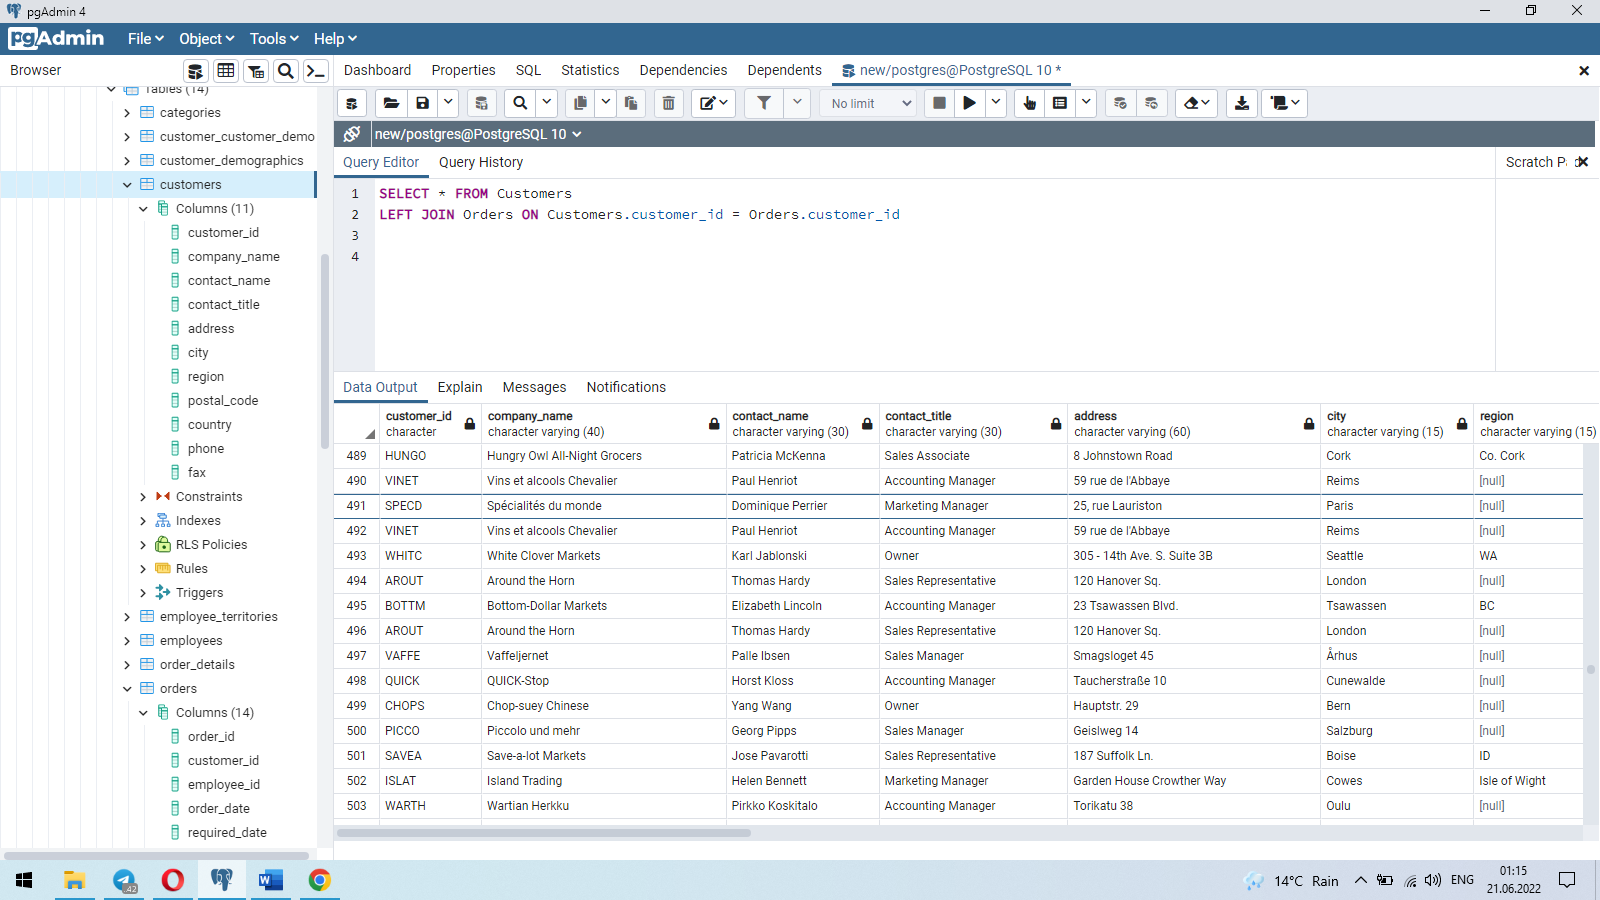 pgAdmin 4
pgAdmin File Object Tools Help
Browser
Dashboard Properties SQL Statistics Dependencies Dependents new/postgres@PostgreSQL 10 *
No limit
new/postgres@PostgreSQL 10
Query Editor Query History
Scratch P
1 SELECT * FROM Customers
2 LEFT JOIN Orders ON Customers.customer_id = Orders.customer_id
3
4
Tables (14)
categories
customer_customer_demo
customer_demographics
customers
Columns (11)
customer_id
company_name
contact_name
contact_title
address
city
region
postal_code
country
phone
fax
Constraints
Indexes
RLS Policies
Rules
Triggers
employee_territories
employees
order_details
orders
Columns (14)
order_id
customer_id
employee_id
order_date
required_date
Data Output Explain Messages Notifications
customer_id company_name contact_name contact_title address city region
character character varying (40) character varying (30) character varying (30) character varying (60) character varying (15) character varying (15)
489 HUNGO Hungry Owl All-Night Grocers Patricia McKenna Sales Associate 8 Johnstown Road Cork Co. Cork
490 VINET Vins et alcools Chevalier Paul Henriot Accounting Manager 59 rue de l'Abbaye Reims [null]
491 SPECD Spécialités du monde Dominique Perrier Marketing Manager 25, rue Lauriston Paris [null]
492 VINET Vins et alcools Chevalier Paul Henriot Accounting Manager 59 rue de l'Abbaye Reims [null]
493 WHITC White Clover Markets Karl Jablonski Owner 305 - 14th Ave. S. Suite 3B Seattle WA
494 AROUT Around the Horn Thomas Hardy Sales Representative 120 Hanover Sq. London [null]
495 BOTTM Bottom-Dollar Markets Elizabeth Lincoln Accounting Manager 23 Tsawassen Blvd. Tsawassen BC
496 AROUT Around the Horn Thomas Hardy Sales Representative 120 Hanover Sq. London [null]
497 VAFFE Vaffeljernet Palle Ibsen Sales Manager Smagsloget 45 Århus [null]
498 QUICK QUICK-Stop Horst Kloss Accounting Manager Taucherstraße 10 Cunewalde [null]
499 CHOPS Chop-suey Chinese Yang Wang Owner Hauptstr. 29 Bern [null]
500 PICCO Piccolo und mehr Georg Pipps Sales Manager Geislweg 14 Salzburg [null]
501 SAVEA Save-a-lot Markets Jose Pavarotti Sales Representative 187 Suffolk Ln. Boise ID
502 ISLAT Island Trading Helen Bennett Marketing Manager Garden House Crowther Way Cowes Isle of Wight
503 WARTH Wartian Herkku Pirkko Koskitalo Accounting Manager Torikatu 38 Oulu [null]
42
14°C Rain ENG 01:15
21.06.2022